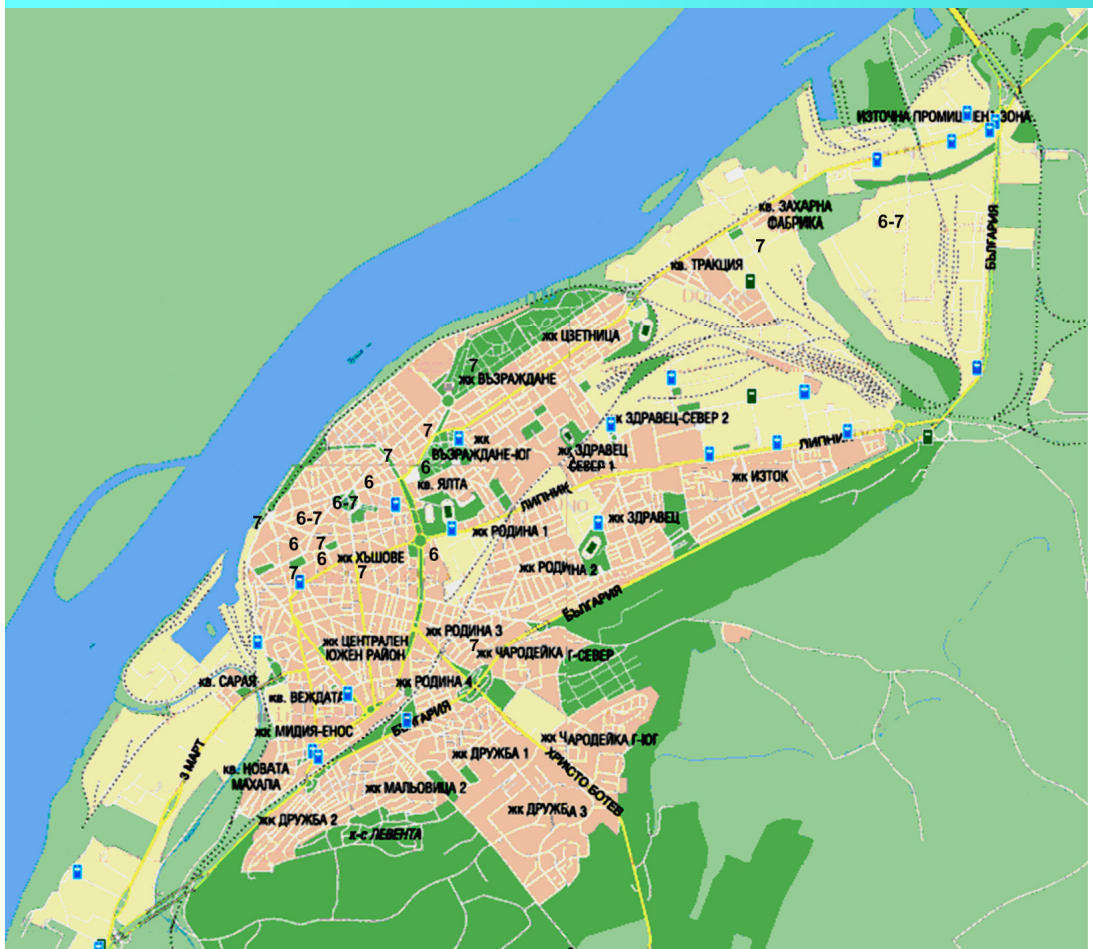 ИЗТОЧНА ПРОМИШЛЕНА ЗОНА
кв. ЗАХАРНА
ФАБРИКА
6-7
БЪЛГАРИЯ
7
кв. ТРАКЦИЯ
жк ЦВЕТНИЦА
7
жк ВЪЗРАЖДАНЕ
7
жк
ВЪЗРАЖДАНЕ-ЮГ
к ЗДРАВЕЦ-СЕВЕР 2
ЛИПНИК
7
жк ЗДРАВЕЦ
СЕВЕР 1
6
кв. ЯЛТА
жк ИЗТОК
6
ЛИПНИК
6-7
6-7
7
жк РОДИНА 1
жк ЗДРАВЕЦ
6
7
6
жк ХЪШОВЕ
6
7
7
жк РОДИНА 2
БЪЛГАРИЯ
жк РОДИНА 3
жк ЦЕНТРАЛЕН
ЮЖЕН РАЙОН
7
жк ЧАРОДЕЙКА Г-СЕВЕР
кв. САРАЯ
жк РОДИНА 4
кв. ВЕЖДАТА
БЪЛГАРИЯ
жк МИДИЯ-ЕНОС
жк ЧАРОДЕЙКА Г-ЮГ
3 МАРТ
жк ДРУЖБА 1
ХРИСТО БОТЕВ
кв. НОВАТА
МАХАЛА
жк МАЛЬОВИЦА 2
жк ДРУЖБА 3
жк ДРУЖБА 2
к-с ЛЕВЕНТА